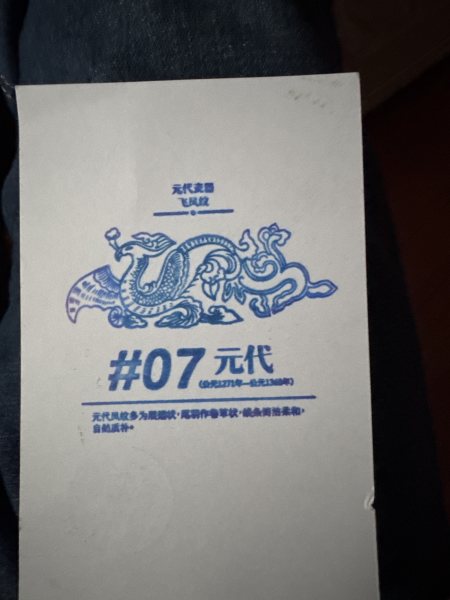 元代瓷器
飞凤纹
#07 元代
(公元1271年—公元1368年)
元代凤纹多为展翅状，尾羽作卷草状，线条简洁柔和，
自然质朴。